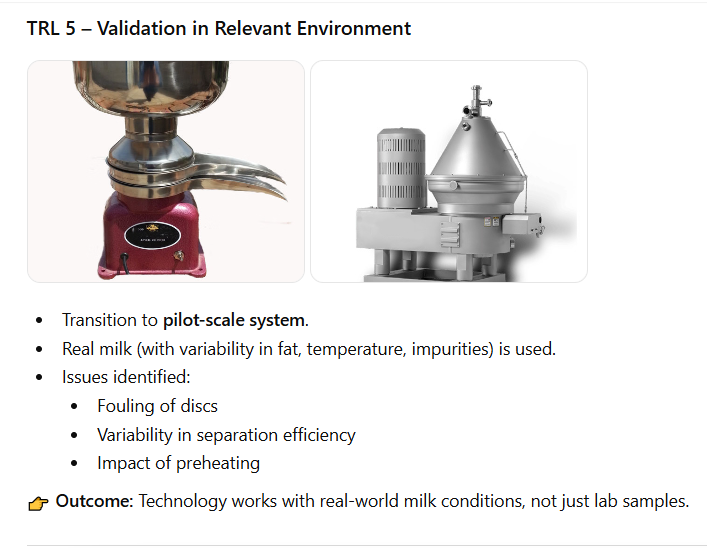 TRL 5 – Validation in Relevant Environment
Transition to pilot-scale system.
Real milk (with variability in fat, temperature, impurities) is used.
Issues identified:
Fouling of discs
Variability in separation efficiency
Impact of preheating
👉 Outcome: Technology works with real-world milk conditions, not just lab samples.